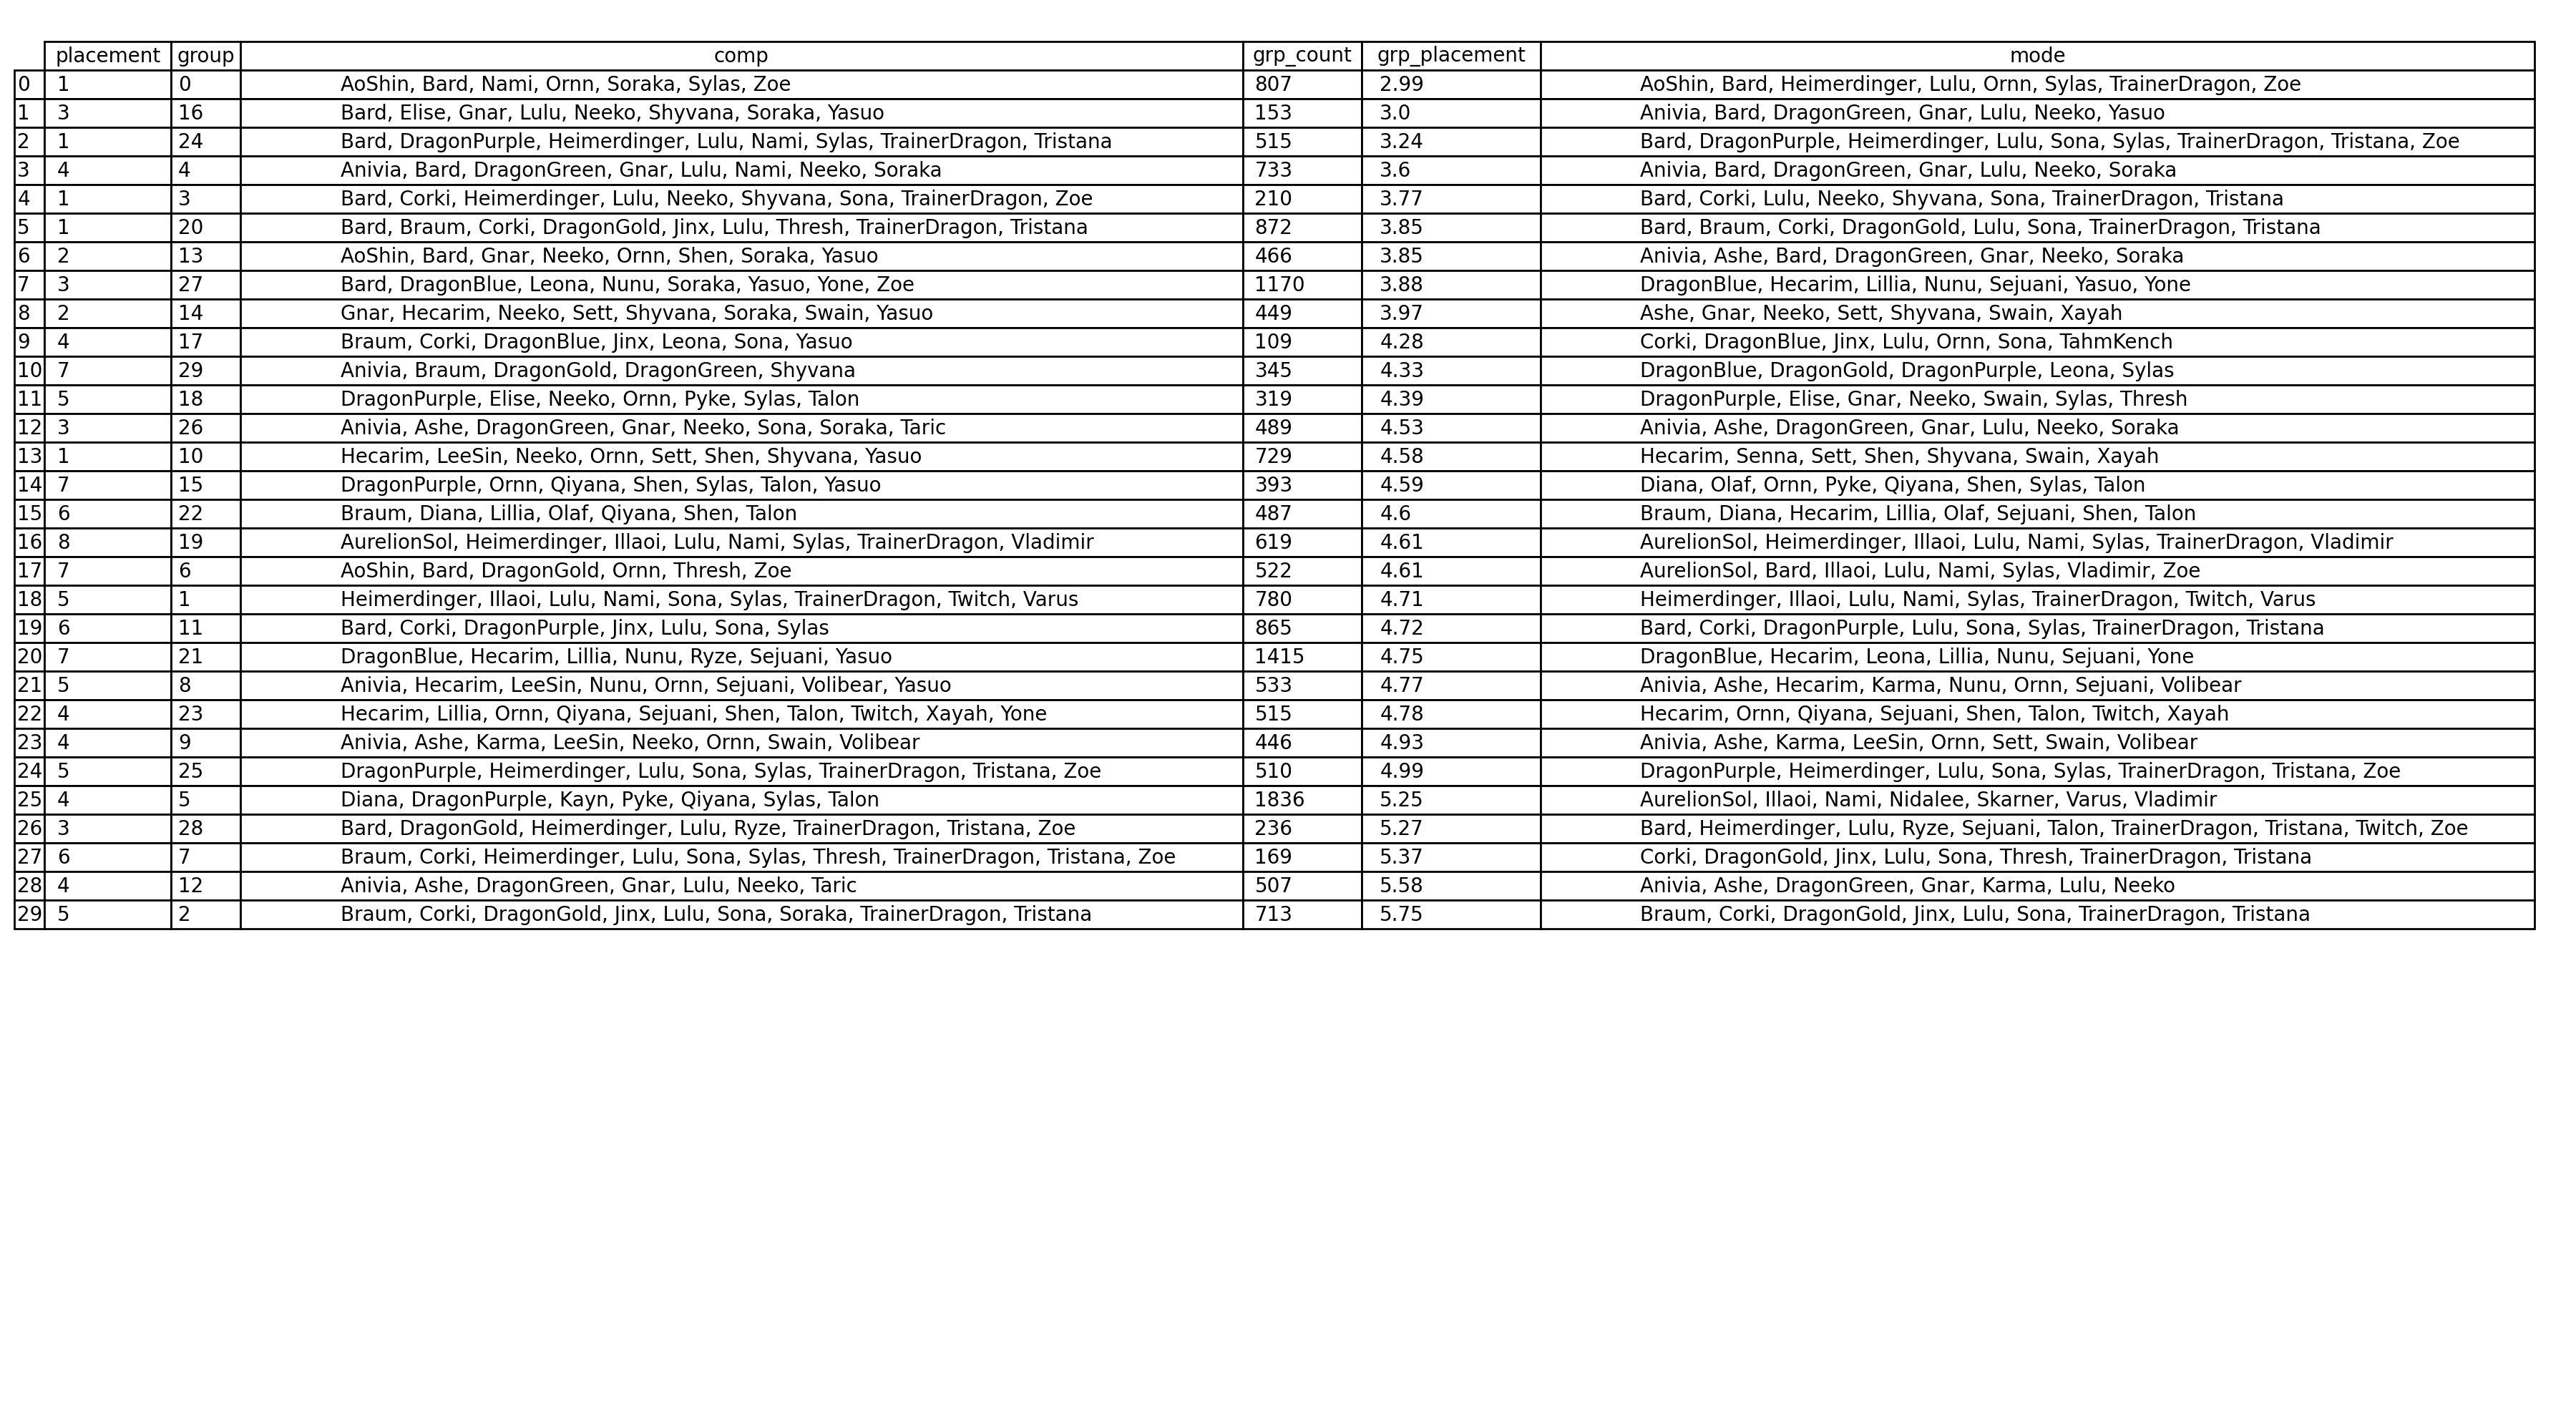 placement group comp grp_count grp_placement mode
0 1 0 AoShin, Bard, Nami, Ornn, Soraka, Sylas, Zoe 807 2.99 AoShin, Bard, Heimerdinger, Lulu, Ornn, Sylas, TrainerDragon, Zoe
1 3 16 Bard, Elise, Gnar, Lulu, Neeko, Shyvana, Soraka, Yasuo 153 3.0 Anivia, Bard, DragonGreen, Gnar, Lulu, Neeko, Yasuo
2 1 24 Bard, DragonPurple, Heimerdinger, Lulu, Nami, Sylas, TrainerDragon, Tristana 515 3.24 Bard, DragonPurple, Heimerdinger, Lulu, Sona, Sylas, TrainerDragon, Tristana, Zoe
3 4 4 Anivia, Bard, DragonGreen, Gnar, Lulu, Nami, Neeko, Soraka 733 3.6 Anivia, Bard, DragonGreen, Gnar, Lulu, Neeko, Soraka
4 1 3 Bard, Corki, Heimerdinger, Lulu, Neeko, Shyvana, Sona, TrainerDragon, Zoe 210 3.77 Bard, Corki, Lulu, Neeko, Shyvana, Sona, TrainerDragon, Tristana
5 1 20 Bard, Braum, Corki, DragonGold, Jinx, Lulu, Thresh, TrainerDragon, Tristana 872 3.85 Bard, Braum, Corki, DragonGold, Lulu, Sona, TrainerDragon, Tristana
6 2 13 AoShin, Bard, Gnar, Neeko, Ornn, Shen, Soraka, Yasuo 466 3.85 Anivia, Ashe, Bard, DragonGreen, Gnar, Neeko, Soraka
7 3 27 Bard, DragonBlue, Leona, Nunu, Soraka, Yasuo, Yone, Zoe 1170 3.88 DragonBlue, Hecarim, Lillia, Nunu, Sejuani, Yasuo, Yone
8 2 14 Gnar, Hecarim, Neeko, Sett, Shyvana, Soraka, Swain, Yasuo 449 3.97 Ashe, Gnar, Neeko, Sett, Shyvana, Swain, Xayah
9 4 17 Braum, Corki, DragonBlue, Jinx, Leona, Sona, Yasuo 109 4.28 Corki, DragonBlue, Jinx, Lulu, Ornn, Sona, TahmKench
10 7 29 Anivia, Braum, DragonGold, DragonGreen, Shyvana 345 4.33 DragonBlue, DragonGold, DragonPurple, Leona, Sylas
11 5 18 DragonPurple, Elise, Neeko, Ornn, Pyke, Sylas, Talon 319 4.39 DragonPurple, Elise, Gnar, Neeko, Swain, Sylas, Thresh
12 3 26 Anivia, Ashe, DragonGreen, Gnar, Neeko, Sona, Soraka, Taric 489 4.53 Anivia, Ashe, DragonGreen, Gnar, Lulu, Neeko, Soraka
13 1 10 Hecarim, LeeSin, Neeko, Ornn, Sett, Shen, Shyvana, Yasuo 729 4.58 Hecarim, Senna, Sett, Shen, Shyvana, Swain, Xayah
14 7 15 DragonPurple, Ornn, Qiyana, Shen, Sylas, Talon, Yasuo 393 4.59 Diana, Olaf, Ornn, Pyke, Qiyana, Shen, Sylas, Talon
15 6 22 Braum, Diana, Lillia, Olaf, Qiyana, Shen, Talon 487 4.6 Braum, Diana, Hecarim, Lillia, Olaf, Sejuani, Shen, Talon
16 8 19 AurelionSol, Heimerdinger, Illaoi, Lulu, Nami, Sylas, TrainerDragon, Vladimir 619 4.61 AurelionSol, Heimerdinger, Illaoi, Lulu, Nami, Sylas, TrainerDragon, Vladimir
17 7 6 AoShin, Bard, DragonGold, Ornn, Thresh, Zoe 522 4.61 AurelionSol, Bard, Illaoi, Lulu, Nami, Sylas, Vladimir, Zoe
18 5 1 Heimerdinger, Illaoi, Lulu, Nami, Sona, Sylas, TrainerDragon, Twitch, Varus 780 4.71 Heimerdinger, Illaoi, Lulu, Nami, Sylas, TrainerDragon, Twitch, Varus
19 6 11 Bard, Corki, DragonPurple, Jinx, Lulu, Sona, Sylas 865 4.72 Bard, Corki, DragonPurple, Lulu, Sona, Sylas, TrainerDragon, Tristana
20 7 21 DragonBlue, Hecarim, Lillia, Nunu, Ryze, Sejuani, Yasuo 1415 4.75 DragonBlue, Hecarim, Leona, Lillia, Nunu, Sejuani, Yone
21 5 8 Anivia, Hecarim, LeeSin, Nunu, Ornn, Sejuani, Volibear, Yasuo 533 4.77 Anivia, Ashe, Hecarim, Karma, Nunu, Ornn, Sejuani, Volibear
22 4 23 Hecarim, Lillia, Ornn, Qiyana, Sejuani, Shen, Talon, Twitch, Xayah, Yone 515 4.78 Hecarim, Ornn, Qiyana, Sejuani, Shen, Talon, Twitch, Xayah
23 4 9 Anivia, Ashe, Karma, LeeSin, Neeko, Ornn, Swain, Volibear 446 4.93 Anivia, Ashe, Karma, LeeSin, Ornn, Sett, Swain, Volibear
24 5 25 DragonPurple, Heimerdinger, Lulu, Sona, Sylas, TrainerDragon, Tristana, Zoe 510 4.99 DragonPurple, Heimerdinger, Lulu, Sona, Sylas, TrainerDragon, Tristana, Zoe
25 4 5 Diana, DragonPurple, Kayn, Pyke, Qiyana, Sylas, Talon 1836 5.25 AurelionSol, Illaoi, Nami, Nidalee, Skarner, Varus, Vladimir
26 3 28 Bard, DragonGold, Heimerdinger, Lulu, Ryze, TrainerDragon, Tristana, Zoe 236 5.27 Bard, Heimerdinger, Lulu, Ryze, Sejuani, Talon, TrainerDragon, Tristana, Twitch, Zoe
27 6 7 Braum, Corki, Heimerdinger, Lulu, Sona, Sylas, Thresh, TrainerDragon, Tristana, Zoe 169 5.37 Corki, DragonGold, Jinx, Lulu, Sona, Thresh, TrainerDragon, Tristana
28 4 12 Anivia, Ashe, DragonGreen, Gnar, Lulu, Neeko, Taric 507 5.58 Anivia, Ashe, DragonGreen, Gnar, Karma, Lulu, Neeko
29 5 2 Braum, Corki, DragonGold, Jinx, Lulu, Sona, Soraka, TrainerDragon, Tristana 713 5.75 Braum, Corki, DragonGold, Jinx, Lulu, Sona, TrainerDragon, Tristana